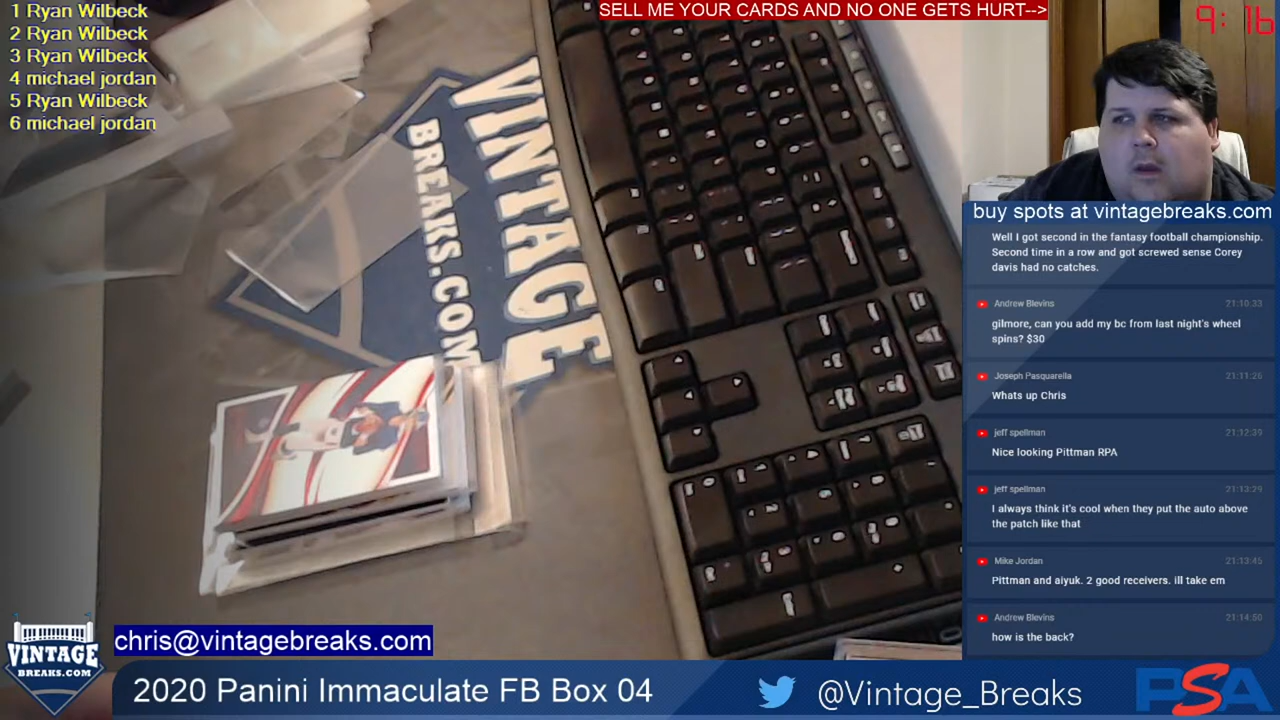 1 Ryan Wilbeck
2 Ryan Wilbeck
3 Ryan Wilbeck
4 michael jordan
5 Ryan Wilbeck
6 michael jordan
SELL ME YOUR CARDS AND NO ONE GETS HURT-->
9:16
VINTAGE
BREAKS.COM
buy spots at vintagebreaks.com
Well I got second in the fantasy football championship.
Second time in a row and got screwed sense Corey
davis had no catches.
Andrew Blevins 21:10:33
gilmore, can you add my bc from last night's wheel
spins? $30
Joseph Pasquarella 21:11:26
Whats up Chris
jeff spellman 21:12:39
Nice looking Pittman RPA
jeff spellman 21:13:29
I always think it's cool when they put the auto above
the patch like that
Mike Jordan 21:13:45
Pittman and aiyuk. 2 good receivers. ill take em
Andrew Blevins 21:14:50
how is the back?
chris@vintagebreaks.com
VINTAGE
BREAKS.COM
2020 Panini Immaculate FB Box 04
@Vintage_Breaks
PSA